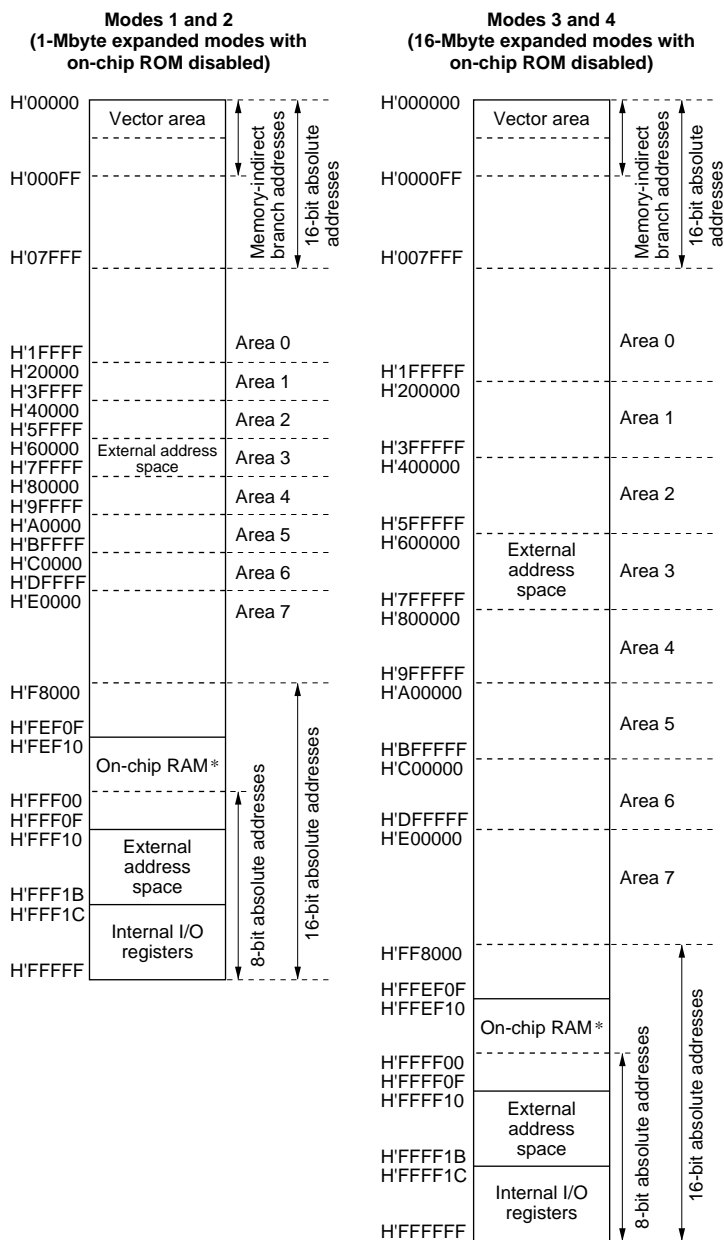 Modes 1 and 2
(1-Mbyte expanded modes with
on-chip ROM disabled)
H'00000
Vector area
H'000FF
H'07FFF
Memory-indirect
branch addresses
16-bit absolute
addresses
H'1FFFF
Area 0
H'20000
Area 1
H'3FFFF
H'40000
Area 2
H'5FFFF
H'60000
External address
space
Area 3
H'7FFFF
H'80000
Area 4
H'9FFFF
H'A0000
Area 5
H'BFFFF
H'C0000
Area 6
H'DFFFF
H'E0000
Area 7
H'F8000
H'FEF0F
H'FEF10
On-chip RAM*
H'FFF00
H'FFF0F
H'FFF10
External
address
space
H'FFF1B
H'FFF1C
Internal I/O
registers
H'FFFFF
8-bit absolute addresses
16-bit absolute addresses
Modes 3 and 4
(16-Mbyte expanded modes with
on-chip ROM disabled)
H'000000
Vector area
H'0000FF
H'007FFF
Memory-indirect
branch addresses
16-bit absolute
addresses
Area 0
H'1FFFFF
H'200000
Area 1
H'3FFFFF
H'400000
Area 2
H'5FFFFF
H'600000
External
address
space
Area 3
H'7FFFFF
H'800000
Area 4
H'9FFFFF
H'A00000
Area 5
H'BFFFFF
H'C00000
Area 6
H'DFFFFF
H'E00000
Area 7
H'FF8000
H'FFEF0F
H'FFEF10
On-chip RAM*
H'FFFF00
H'FFFF0F
H'FFFF10
External
address
space
H'FFFF1B
H'FFFF1C
Internal I/O
registers
H'FFFFFF
8-bit absolute addresses
16-bit absolute addresses